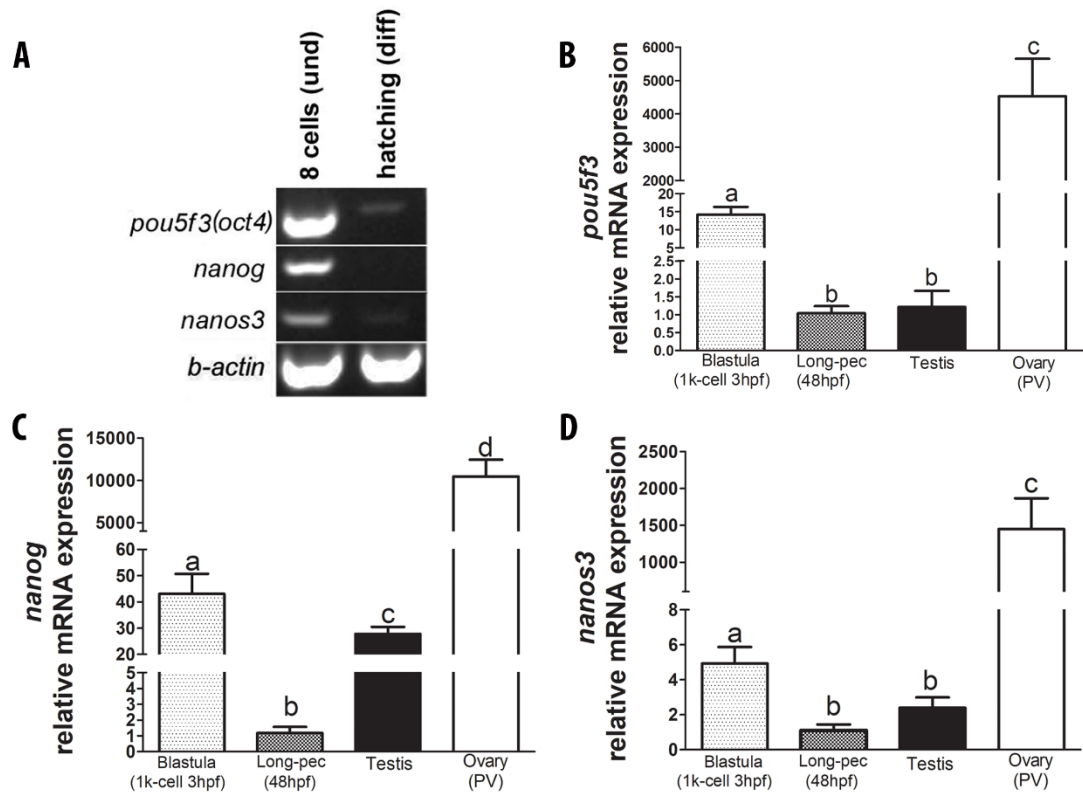 A
8 cells (und)
hatching (diff)
pou5f3(oct4)
nanog
nanos3
b-actin
B
pou5f3
relative mRNA expression
6000
5000
4000
3000
2000
20
15
10
5
2.5
2.0
1.5
1.0
0.5
0.0
a
b
b
c
Blastula
(1k-cell 3hpf)
Long-pec
(48hpf)
Testis
Ovary
(PV)
C
nanog
relative mRNA expression
15000
10000
5000
60
50
40
30
20
5
4
3
2
1
0
a
b
c
d
Blastula
(1k-cell 3hpf)
Long-pec
(48hpf)
Testis
Ovary
(PV)
D
nanos3
relative mRNA expression
2500
2000
1500
1000
8
6
4
2
0
a
b
b
c
Blastula
(1k-cell 3hpf)
Long-pec
(48hpf)
Testis
Ovary
(PV)